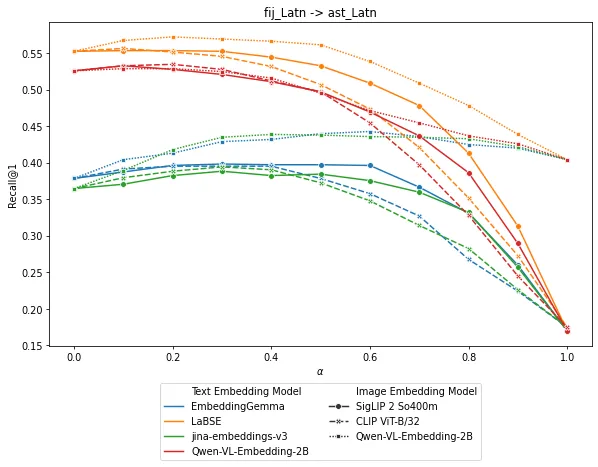 fij_Latn -> ast_Latn
Recall@1
0.55
0.50
0.45
0.40
0.35
0.30
0.25
0.20
0.15
0.0
0.2
0.4
0.6
0.8
1.0
α
Text Embedding Model
EmbeddingGemma
LaBSE
jina-embeddings-v3
Qwen-VL-Embedding-2B
Image Embedding Model
SigLIP 2 So400m
CLIP ViT-B/32
Qwen-VL-Embedding-2B